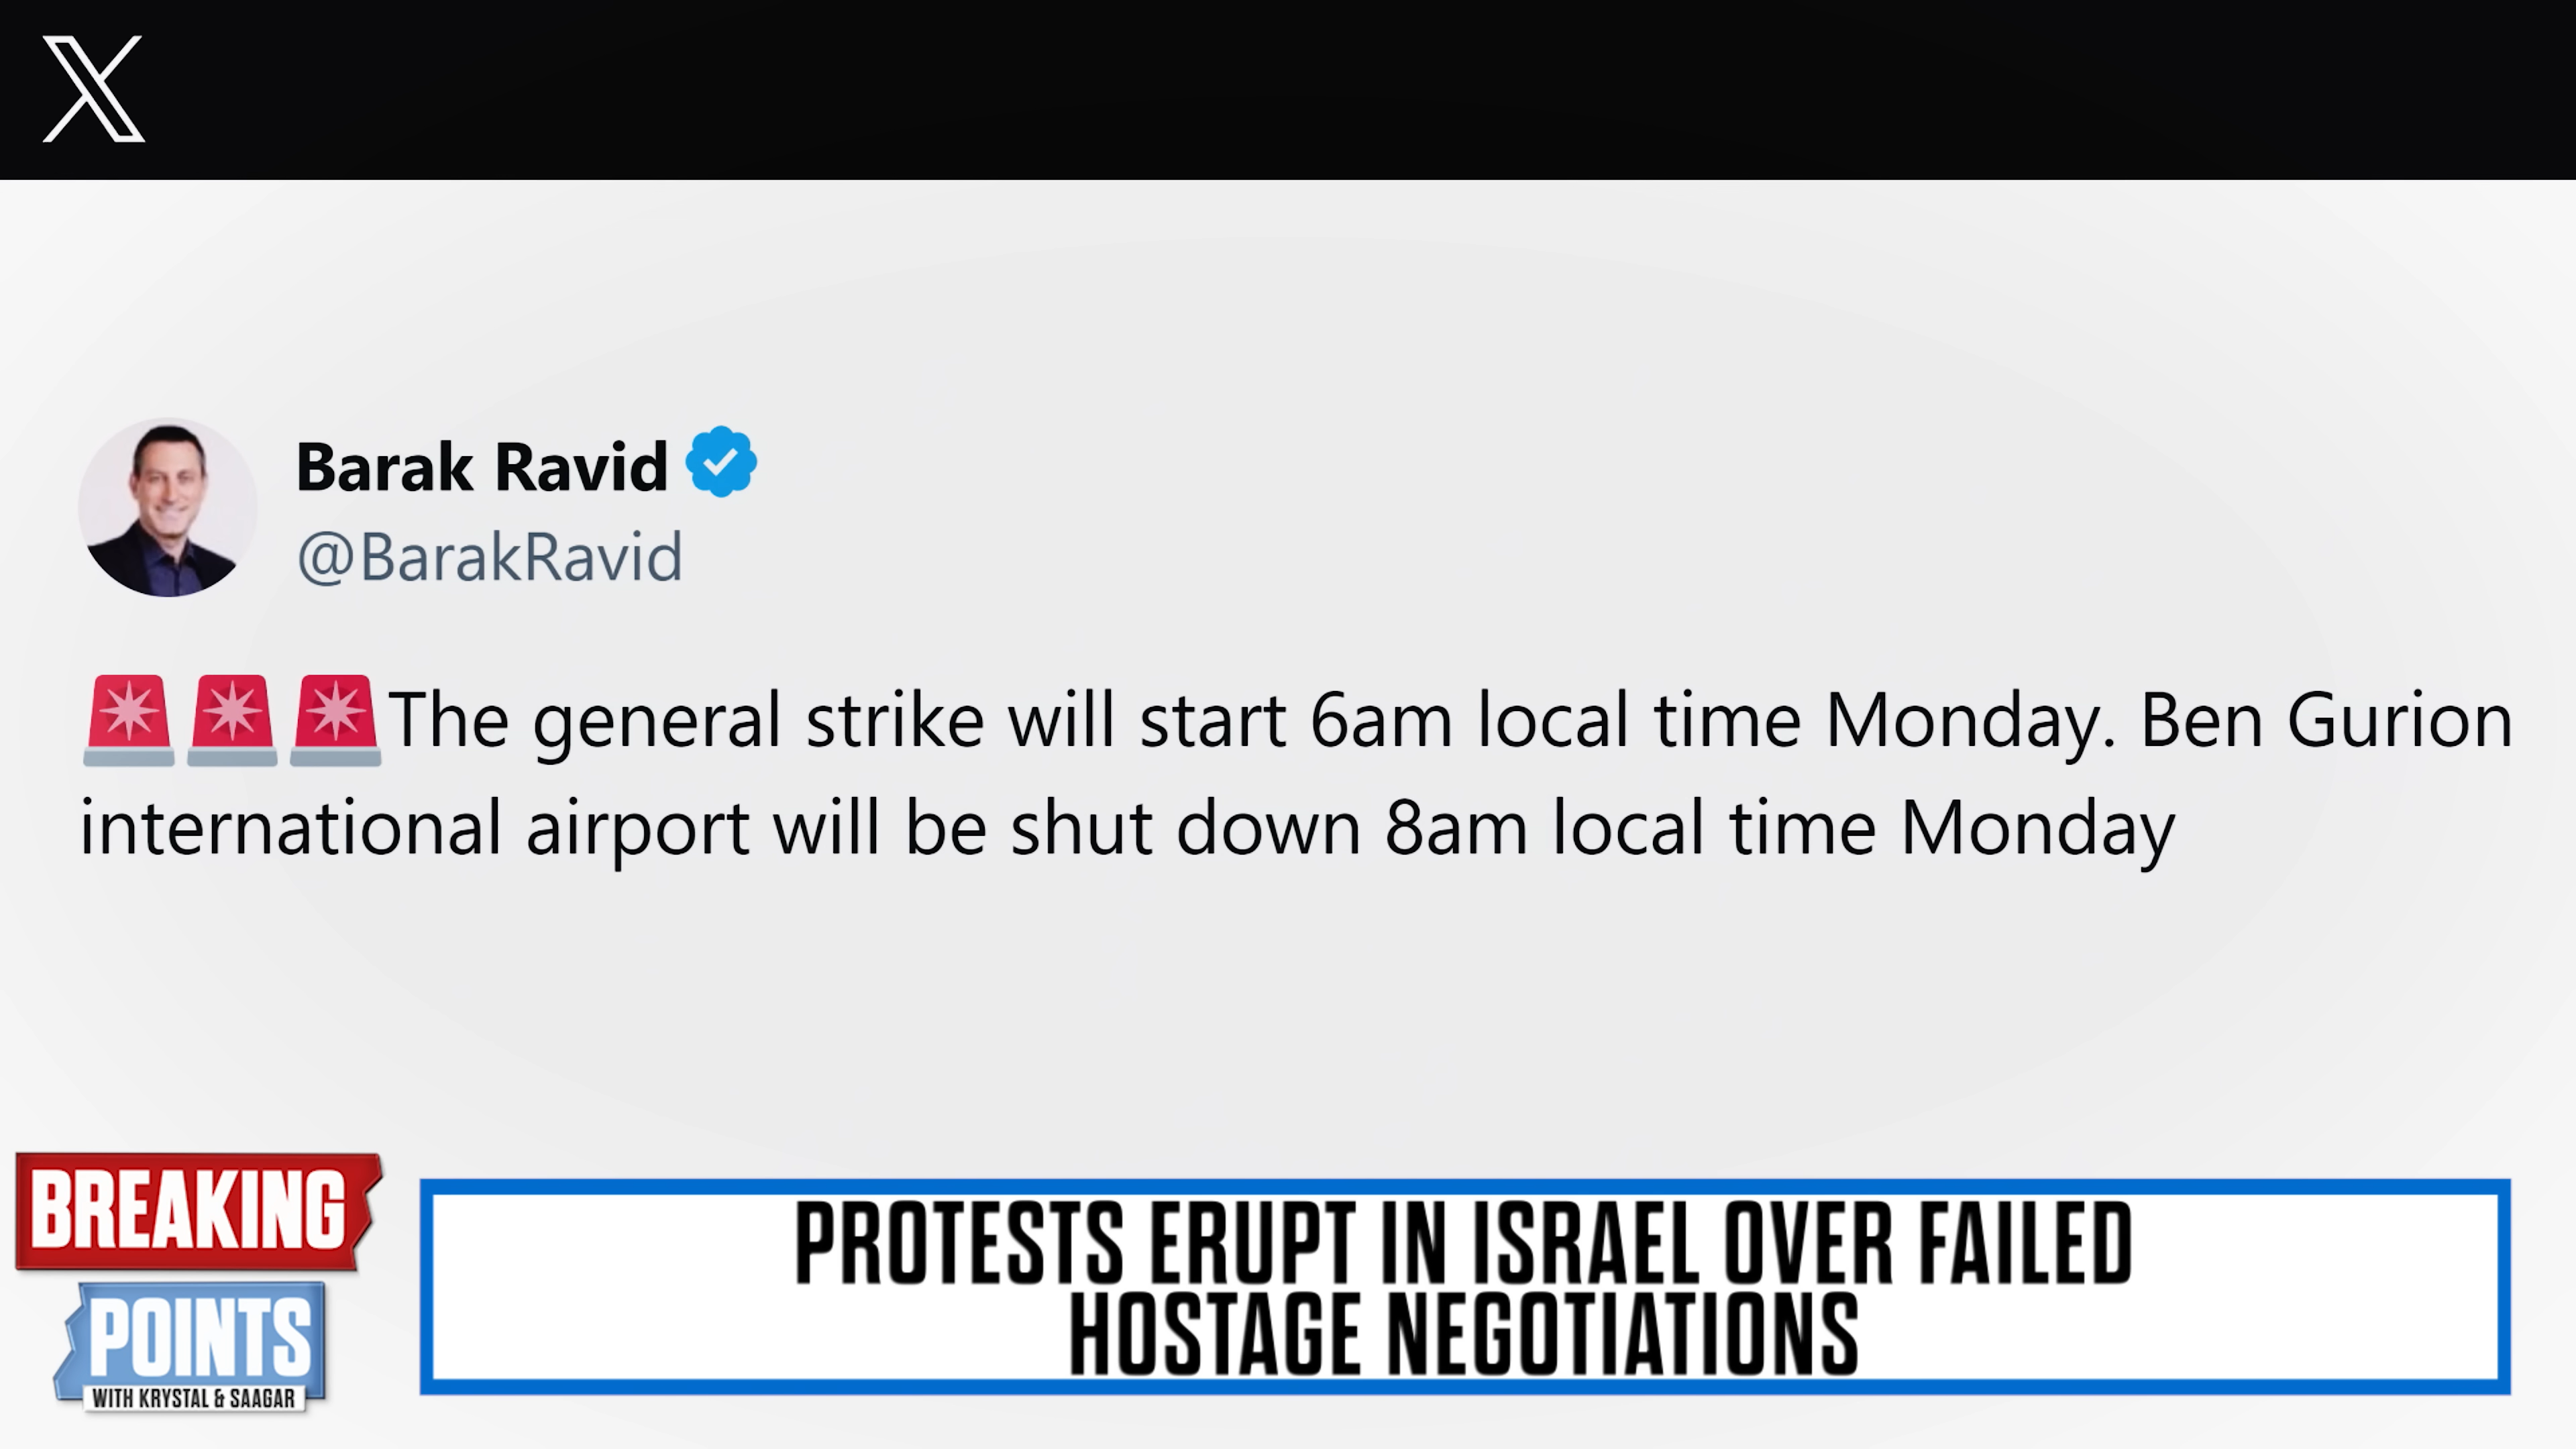 Barak Ravid
@BarakRavid
🚨🚨🚨The general strike will start 6am local time Monday. Ben Gurion
international airport will be shut down 8am local time Monday
BREAKING
POINTS
WITH KRYSTAL & SAAGAR
PROTESTS ERUPT IN ISRAEL OVER FAILED
HOSTAGE NEGOTIATIONS